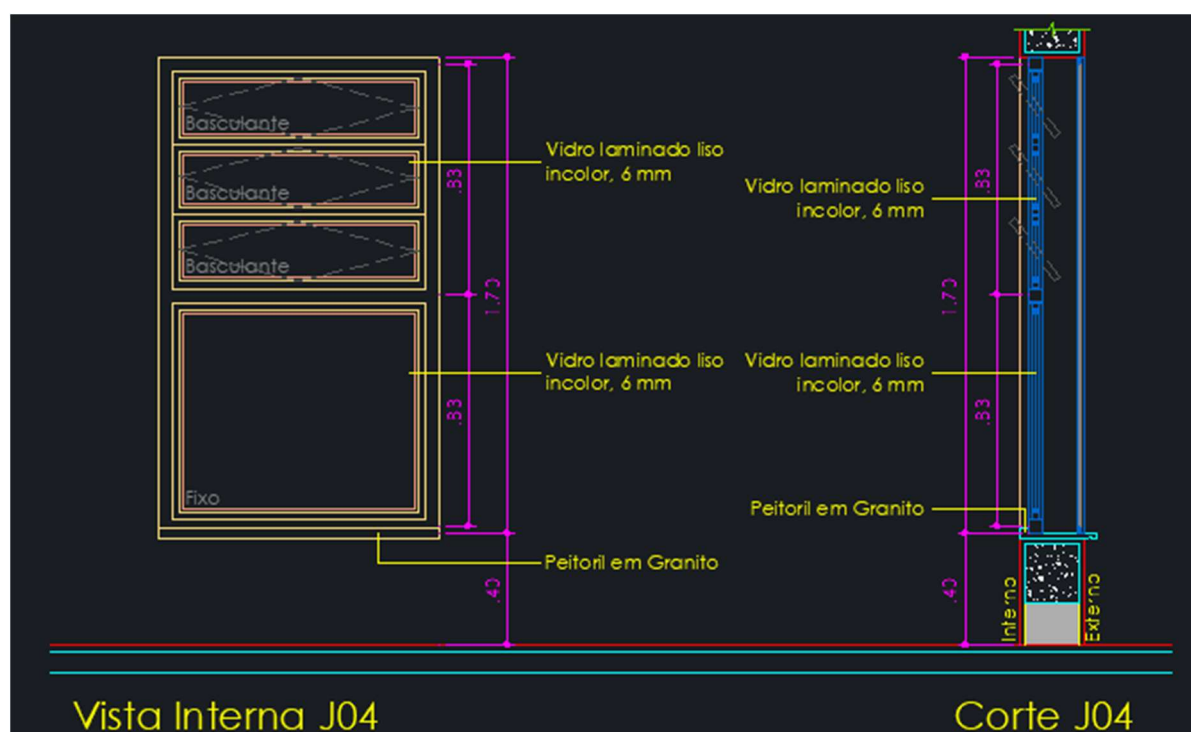 Basculante
Basculante
Basculante
Fixo
Vidro laminado liso
incolor, 6 mm
.83
1.70
Vidro laminado liso
incolor, 6 mm
.83
Peitoril em Granito
.40
Vista Interna J04
Vidro laminado liso
incolor, 6 mm
.83
1.70
Vidro laminado liso
incolor, 6 mm
.83
Peitoril em Granito
.40
Interno
Externo
Corte J04